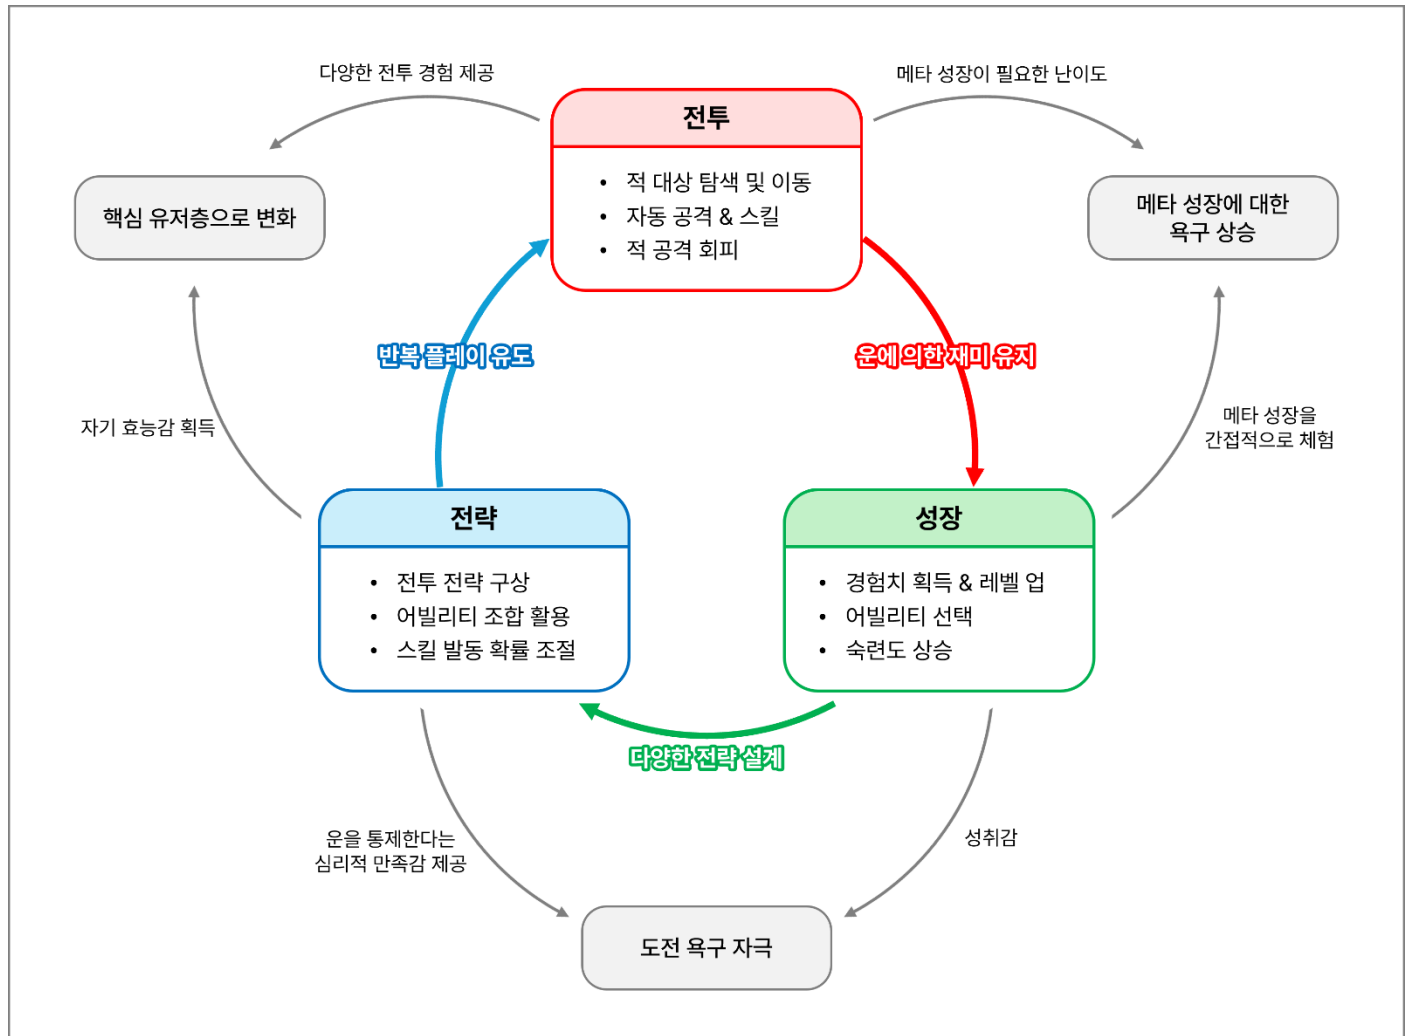 다양한 전투 경험 제공
메타 성장이 필요한 난이도
전투
• 적 대상 탐색 및 이동
• 자동 공격 & 스킬
• 적 공격 회피
핵심 유저층으로 변화
메타 성장에 대한
욕구 상승
반복 플레이 유도
운에 의한 재미 유지
자기 효능감 획득
메타 성장을
간접적으로 체험
전략
• 전투 전략 구상
• 어빌리티 조합 활용
• 스킬 발동 확률 조절
성장
• 경험치 획득 & 레벨 업
• 어빌리티 선택
• 숙련도 상승
다양한 전략 설계
운을 통제한다는
심리적 만족감 제공
성취감
도전 욕구 자극